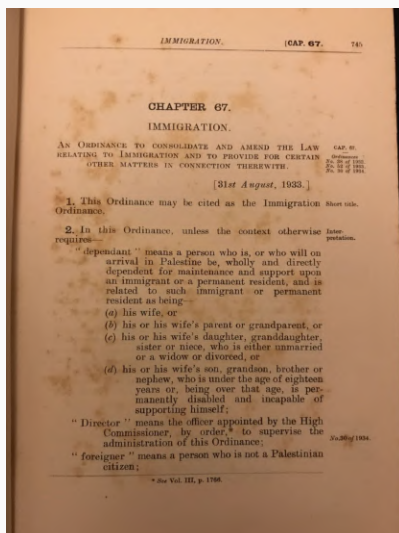 IMMIGRATION. [CAP. 67. 745
CHAPTER 67.
IMMIGRATION.
AN ORDINANCE TO CONSOLIDATE AND AMEND THE LAW
RELATING TO IMMIGRATION AND TO PROVIDE FOR CERTAIN
OTHER MATTERS IN CONNECTION THEREWITH.
CAP. 67.
Ordinances
[31st August, 1933.]
1. This Ordinance may be cited as the Immigration
Ordinance.
Short title.
2. In this Ordinance, unless the context otherwise
requires—
Inter-
pretation.
" dependant " means a person who is, or who will on
arrival in Palestine be, wholly and directly
dependent for maintenance and support upon
an immigrant or a permanent resident, and is
related to such immigrant or permanent
resident as being—
(a) his wife, or
(b) his or his wife's parent or grandparent, or
(c) his or his wife's daughter, granddaughter,
sister or niece, who is either unmarried
or a widow or divorced, or
(d) his or his wife's son, grandson, brother or
nephew, who is under the age of eighteen
years or, being over that age, is per-
manently disabled and incapable of
supporting himself;
" Director " means the officer appointed by the High
Commissioner, by order,* to supervise the
administration of this Ordinance;
" foreigner " means a person who is not a Palestinian
citizen;
* See Vol. III, p.